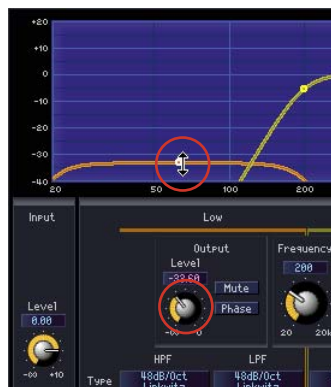 +20
+10
0
-10
-20
-30
-40
20 50 100 200
Input
Low
Output
Frequency
Level
-33.60
Mute
200
Phase
Level
0.00
-∞ 0
20 20k
-∞ +10
HPF LPF
Type
48dB/Oct 48dB/Oct
Linkwitz Linkwitz